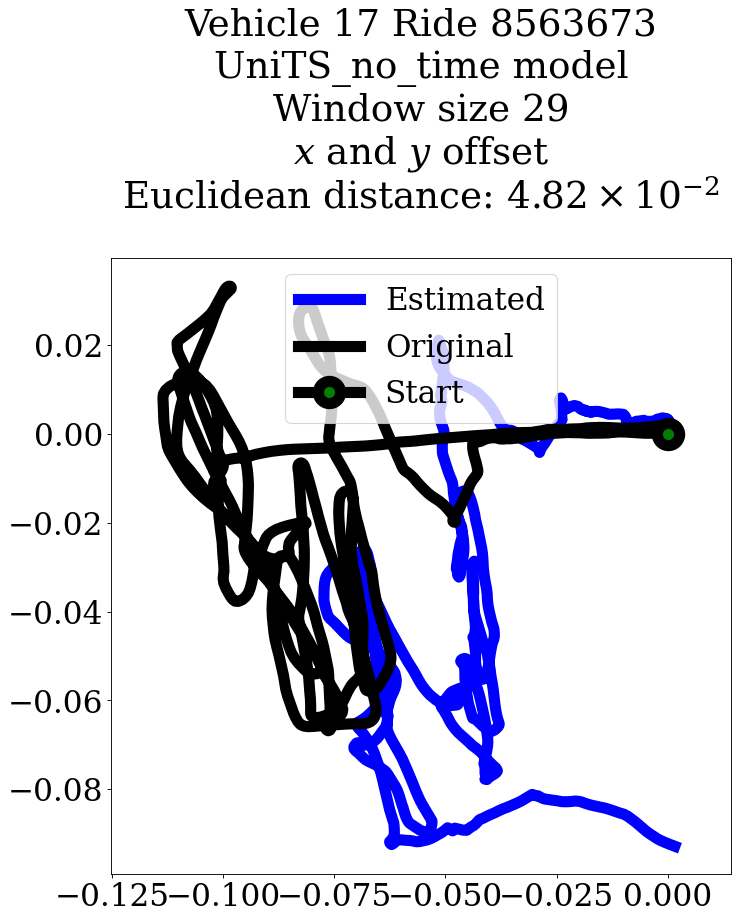 Vehicle 17 Ride 8563673
UniTS_no_time model
Window size 29
x and y offset
Euclidean distance: 4.82 × 10⁻²
Estimated
Original
Start
0.02
0.00
−0.02
−0.04
−0.06
−0.08
−0.125 −0.100 −0.075 −0.050 −0.025 0.000